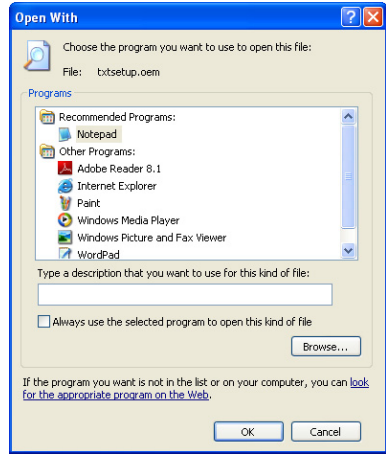 Open With
Choose the program you want to use to open this file:
File: txtsetup.oem
Programs
Recommended Programs:
Notepad
Other Programs:
Adobe Reader 8.1
Internet Explorer
Paint
Windows Media Player
Windows Picture and Fax Viewer
WordPad
Type a description that you want to use for this kind of file:
Always use the selected program to open this kind of file
Browse...
If the program you want is not in the list or on your computer, you can look
for the appropriate program on the Web.
OK Cancel